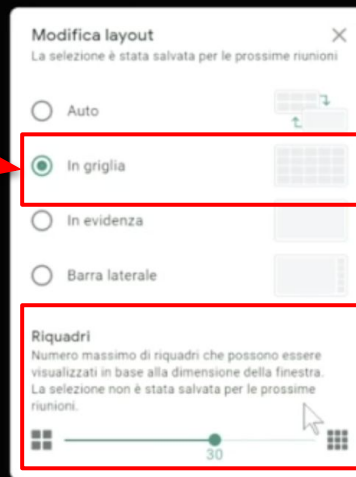 Modifica layout
La selezione è stata salvata per le prossime riunioni
Auto
In griglia
In evidenza
Barra laterale
Riquadri
Numero massimo di riquadri che possono essere
visualizzati in base alla dimensione della finestra.
La selezione non è stata salvata per le prossime
riunioni.
30